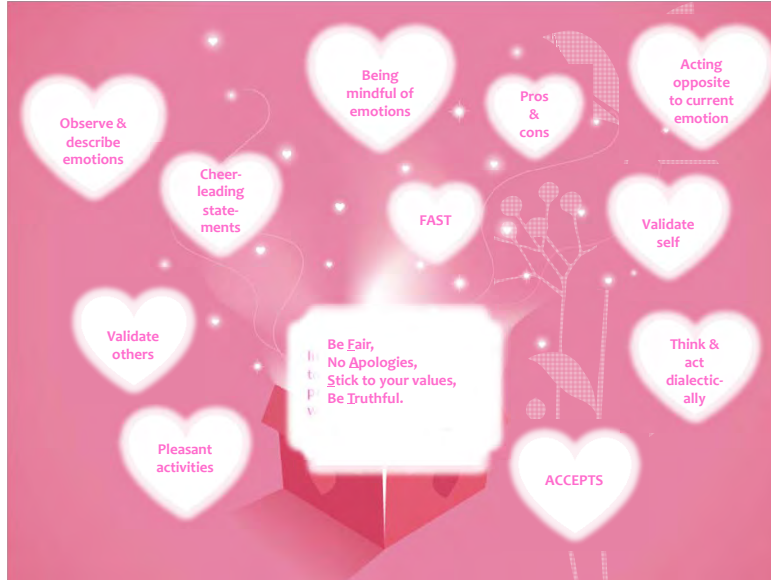 Being
mindful of
emotions
Acting
opposite
to current
emotion
Pros
&
cons
Observe &
describe
emotions
Cheer-
leading
state-
ments
FAST
Validate
self
Validate
others
Be Fair,
No Apologies,
Stick to your values,
Be Truthful.
Think &
act
dialectic-
ally
Pleasant
activities
ACCEPTS